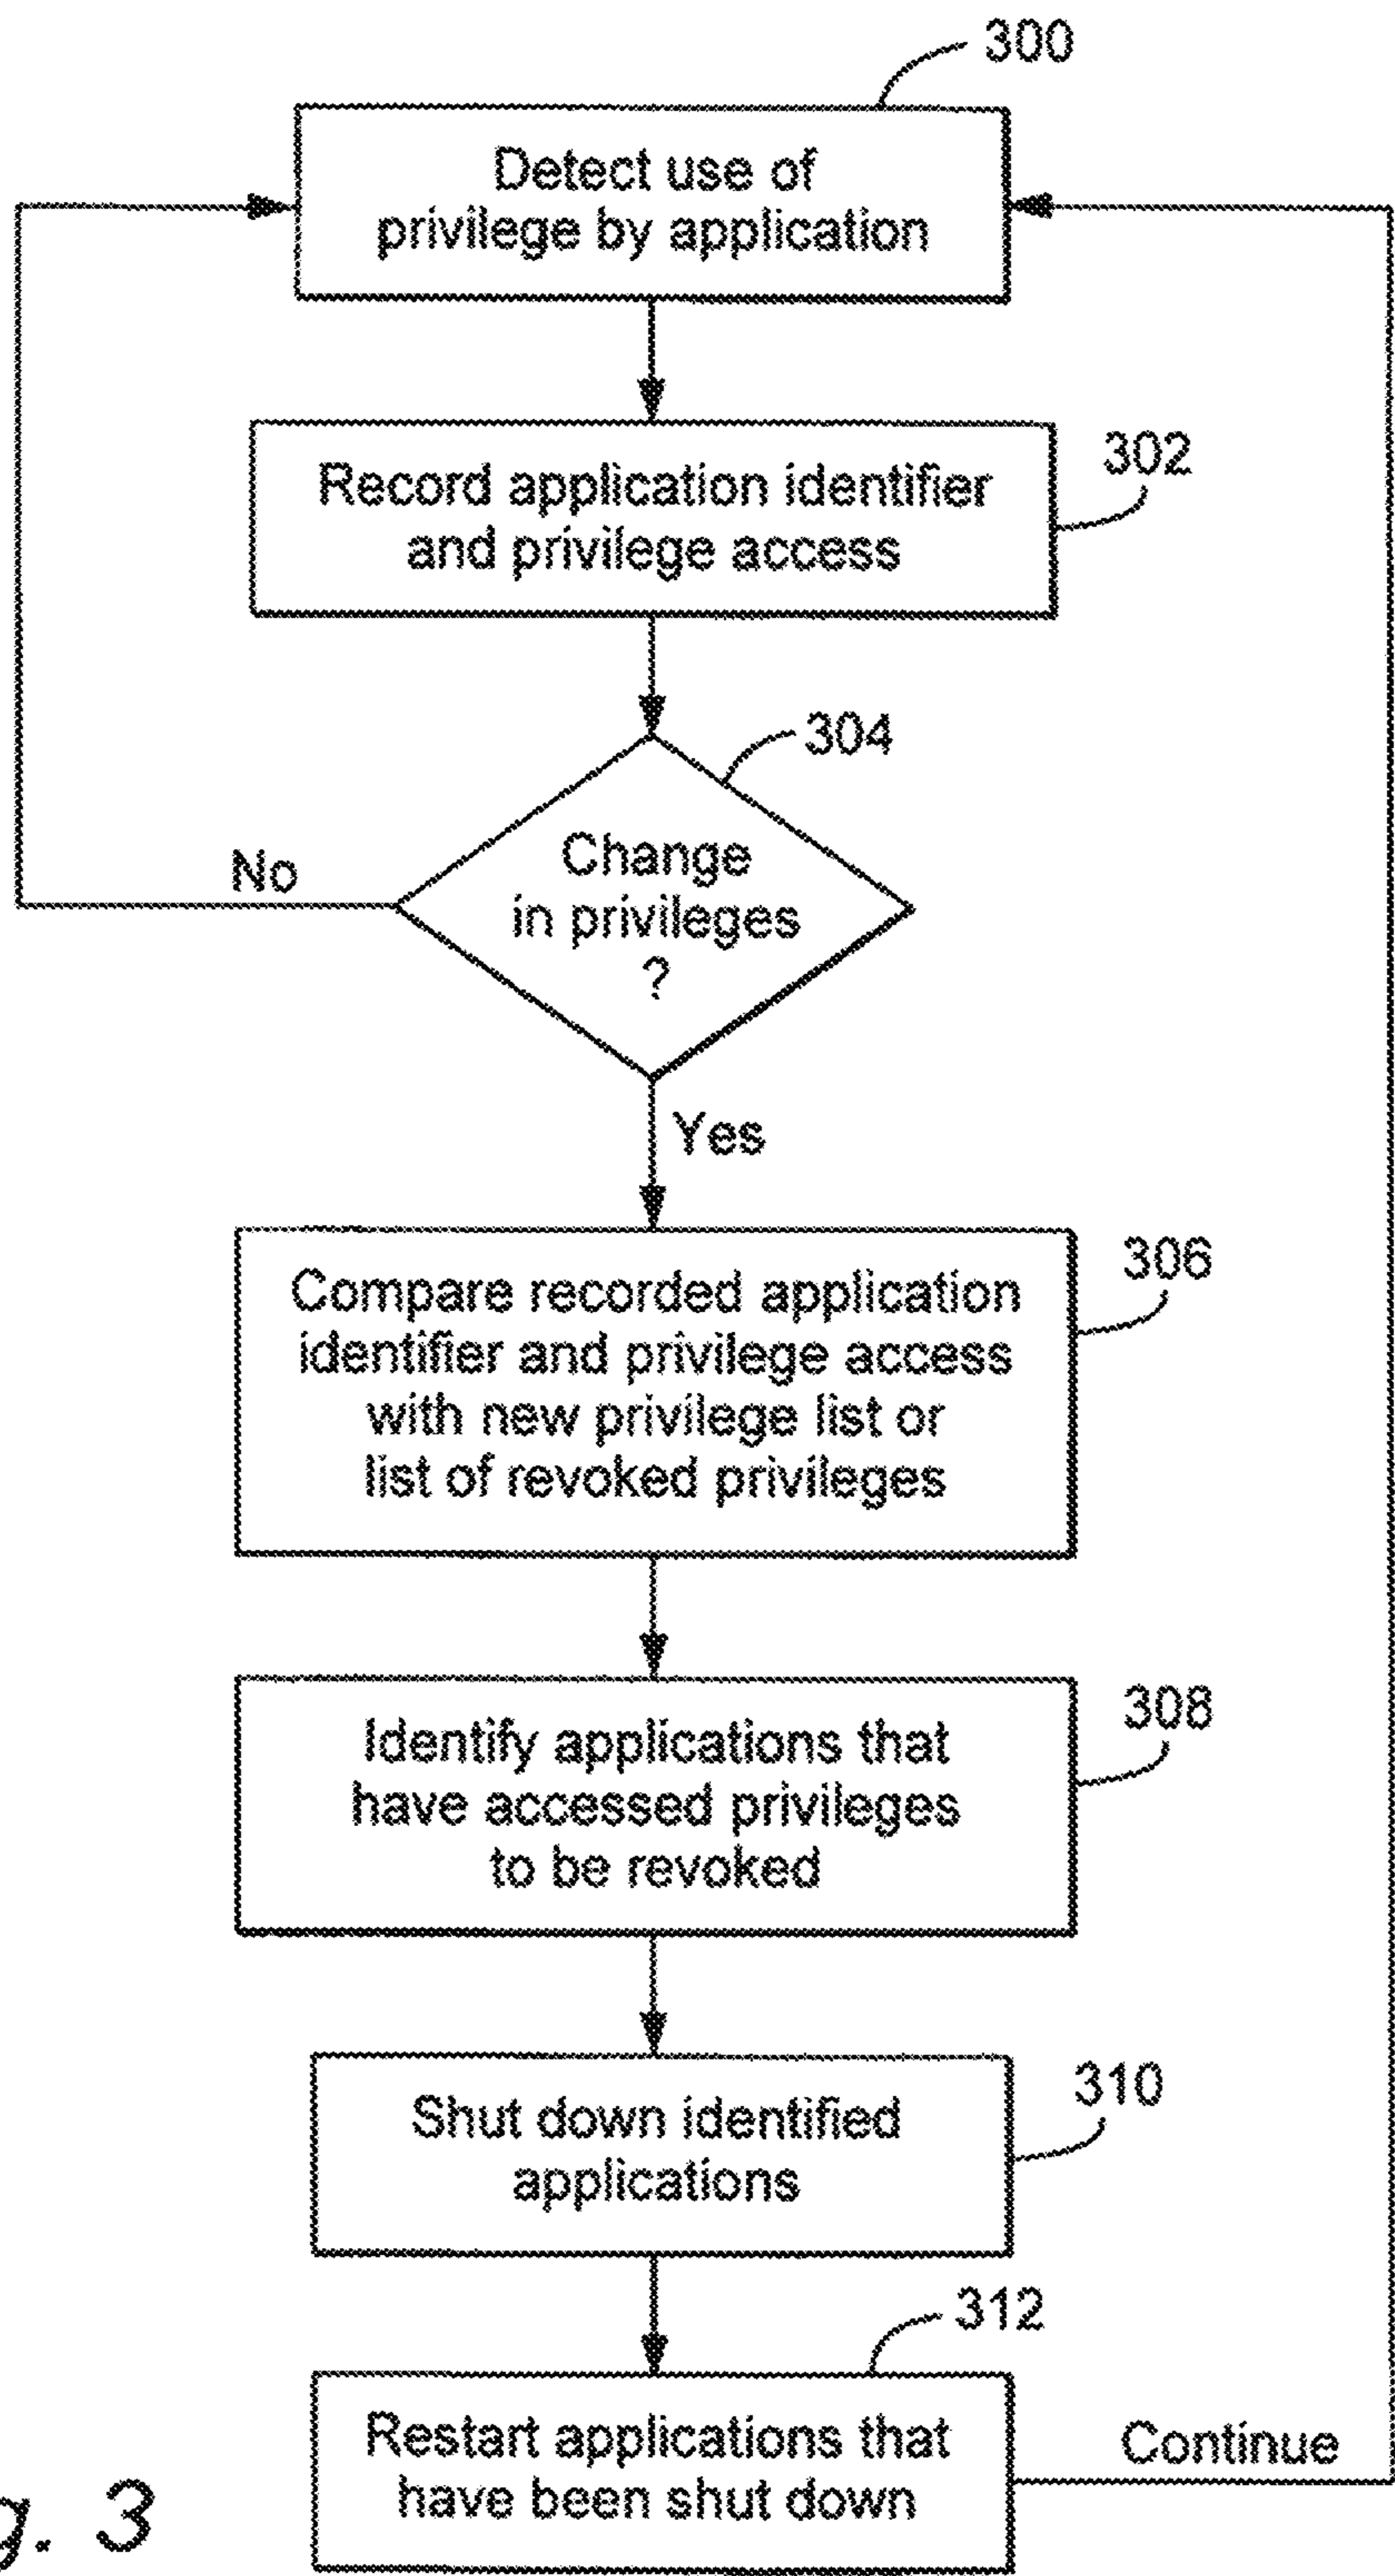 300
Detect use of
privilege by application
302
Record application identifier
and privilege access
304
Change
in privileges
?
No
Yes
306
Compare recorded application
identifier and privilege access
with new privilege list or
list of revoked privileges
308
Identify applications that
have accessed privileges
to be revoked
310
Shut down identified
applications
312
Restart applications that
have been shut down
Continue
g. 3